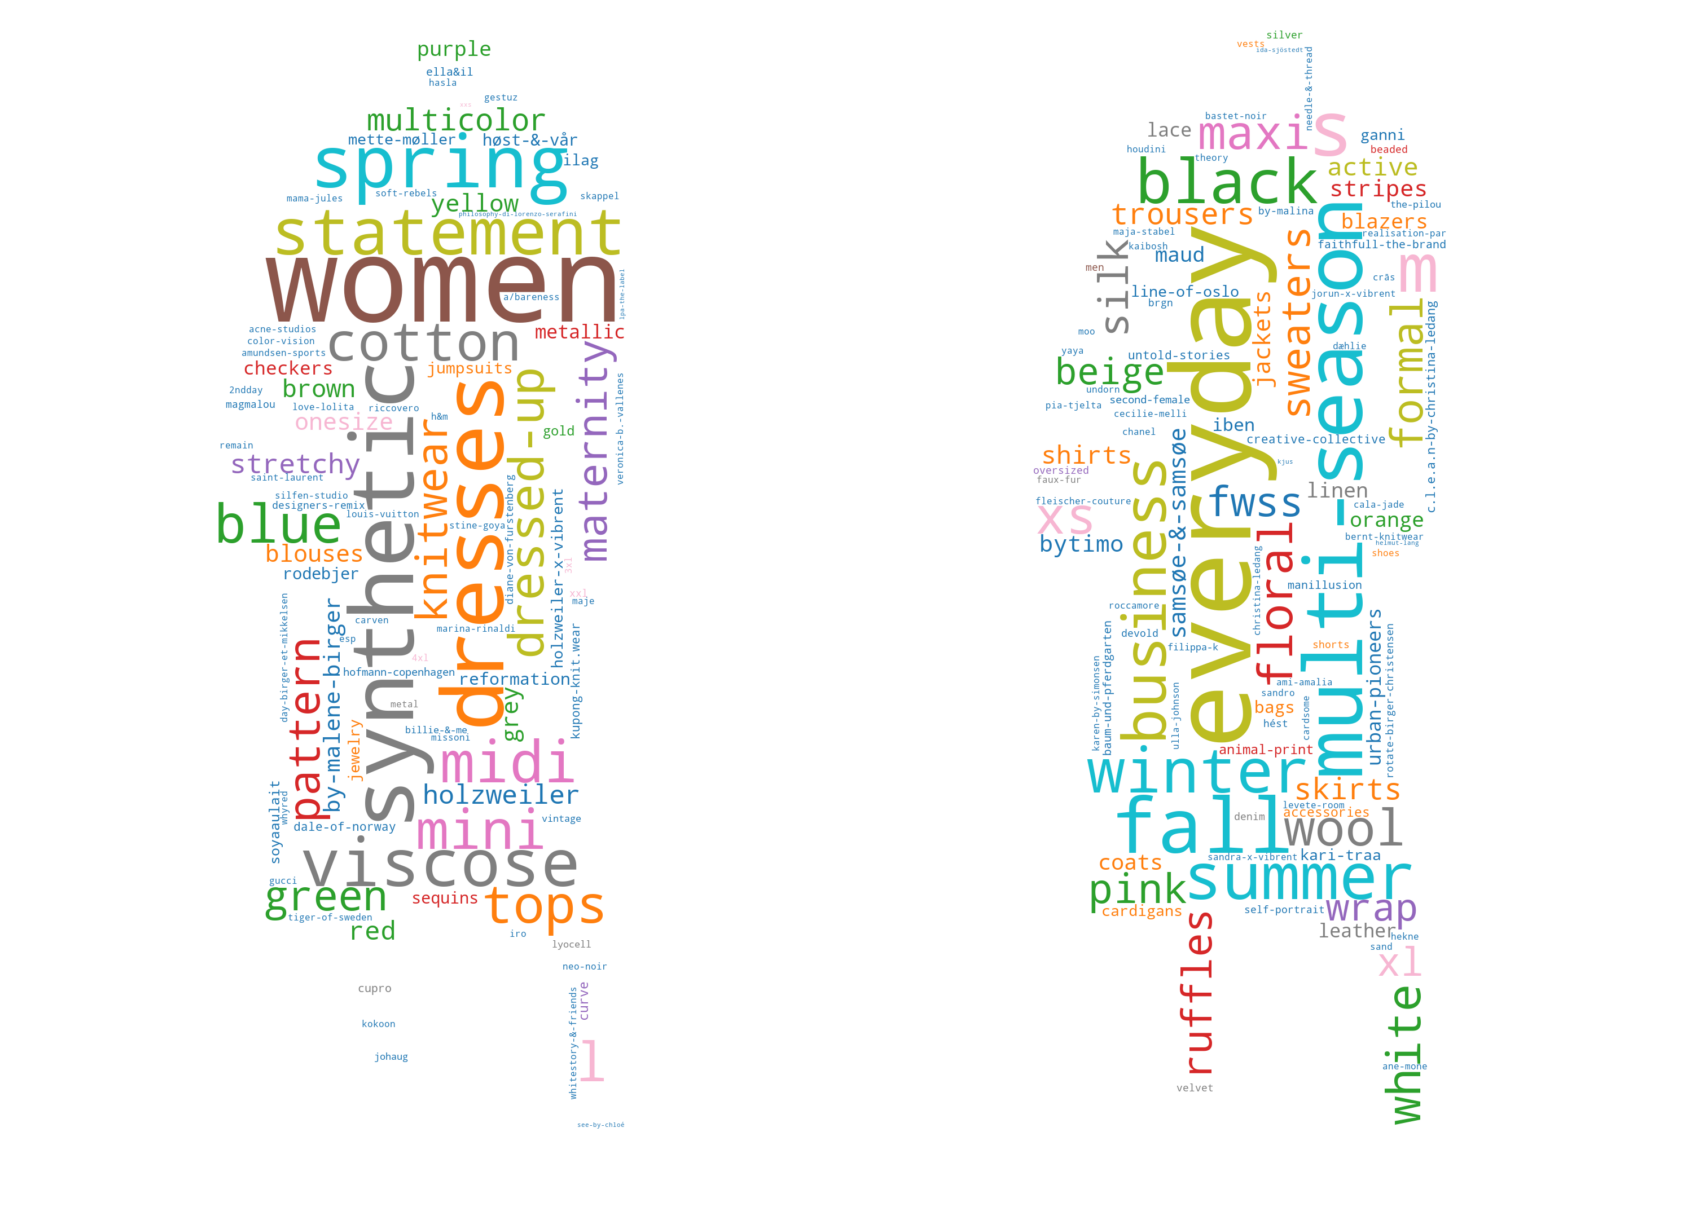 purple
ella&il
hasla
gestuz
xxs
multicolor
mette-møller
høst-&-vår
spring
ilag
mama-jules
soft-rebels
skappel
yellow
philosophy-di-lorenzo-serafini
statement
women
a/bareness
lpa-the-label
acne-studios
cotton
metallic
color-vision
amundsen-sports
checkers
jumpsuits
maternity
2ndday
brown
synthetic
dresses
dressed-up
magmalou
love-lolita
riccovero
h&m
veronica-b.-vallenes
onesize
knitwear
gold
remain
stretchy
saint-laurent
silfen-studio
designers-remix
louis-vuitton
diane-von-furstenberg
holzweiler-x-vibrent
blue
stine-goya
blouses
rodebjer
3xl
xxl
maje
day-birger-et-mikkelsen
by-malene-birger
carven
marina-rinaldi
kupong-knit.wear
pattern
esp
4xl
hofmann-copenhagen
reformation
grey
metal
jewelry
billie-&-me
missoni
midi
soyaaulait
whyred
holzweiler
dale-of-norway
mini
vintage
viscose
gucci
green
sequins
tops
tiger-of-sweden
red
iro
lyocell
neo-noir
cupro
curve
whitestory-&-friends
kokoon
l
johaug
see-by-chloé
silver
vests
ida-sjöstedt
needle-&-thread
bastet-noir
lace
maxi
s
ganni
houdini
theory
beaded
black
active
stripes
trousers
by-malina
the-pilou
blazers
maja-stabel
realisation-par
kaibosh
maud
faithfull-the-brand
silk
men
everyday
sweaters
multi-season
m
crås
line-of-oslo
brgn
jackets
jorun-x-vibrent
formal
c.l.e.a.n-by-christina-ledang
moo
yaya
untold-stories
dæhlie
beige
undorn
pia-tjelta
second-female
cecilie-melli
iben
chanel
samsøe-&-samsøe
creative-collective
shirts
business
kjus
oversized
faux-fur
fwss
linen
fleischer-couture
cala-jade
xs
orange
floral
bernt-knitwear
bytimo
helmut-lang
shoes
christina-ledang
manillusion
roccamore
karen-by-simonsen
baum-und-pferdgarten
devold
filippa-k
shorts
urban-pioneers
rotate-birger-christensen
ulla-johnson
ami-amalia
sandro
bags
cardsome
hést
animal-print
winter
skirts
fall
levete-room
accessories
denim
wool
coats
sandra-x-vibrent
kari-traa
pink
summer
cardigans
self-portrait
wrap
ruffles
leather
hekne
sand
xl
white
ane-mone
velvet